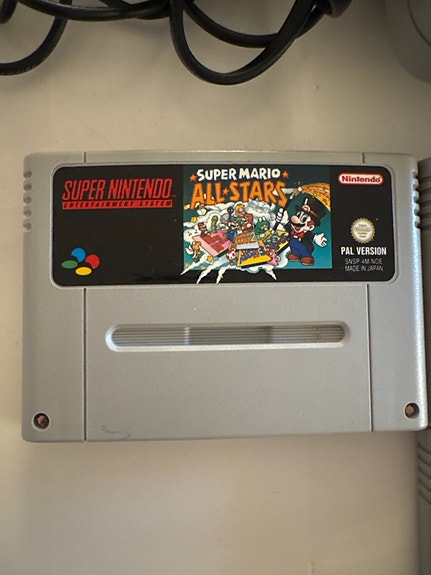 SUPER NINTENDO
ENTERTAINMENT SYSTEM
SUPER MARIO
ALL★STARS
Nintendo
PAL VERSION
SNSP-4M-NOE
MADE IN JAPAN